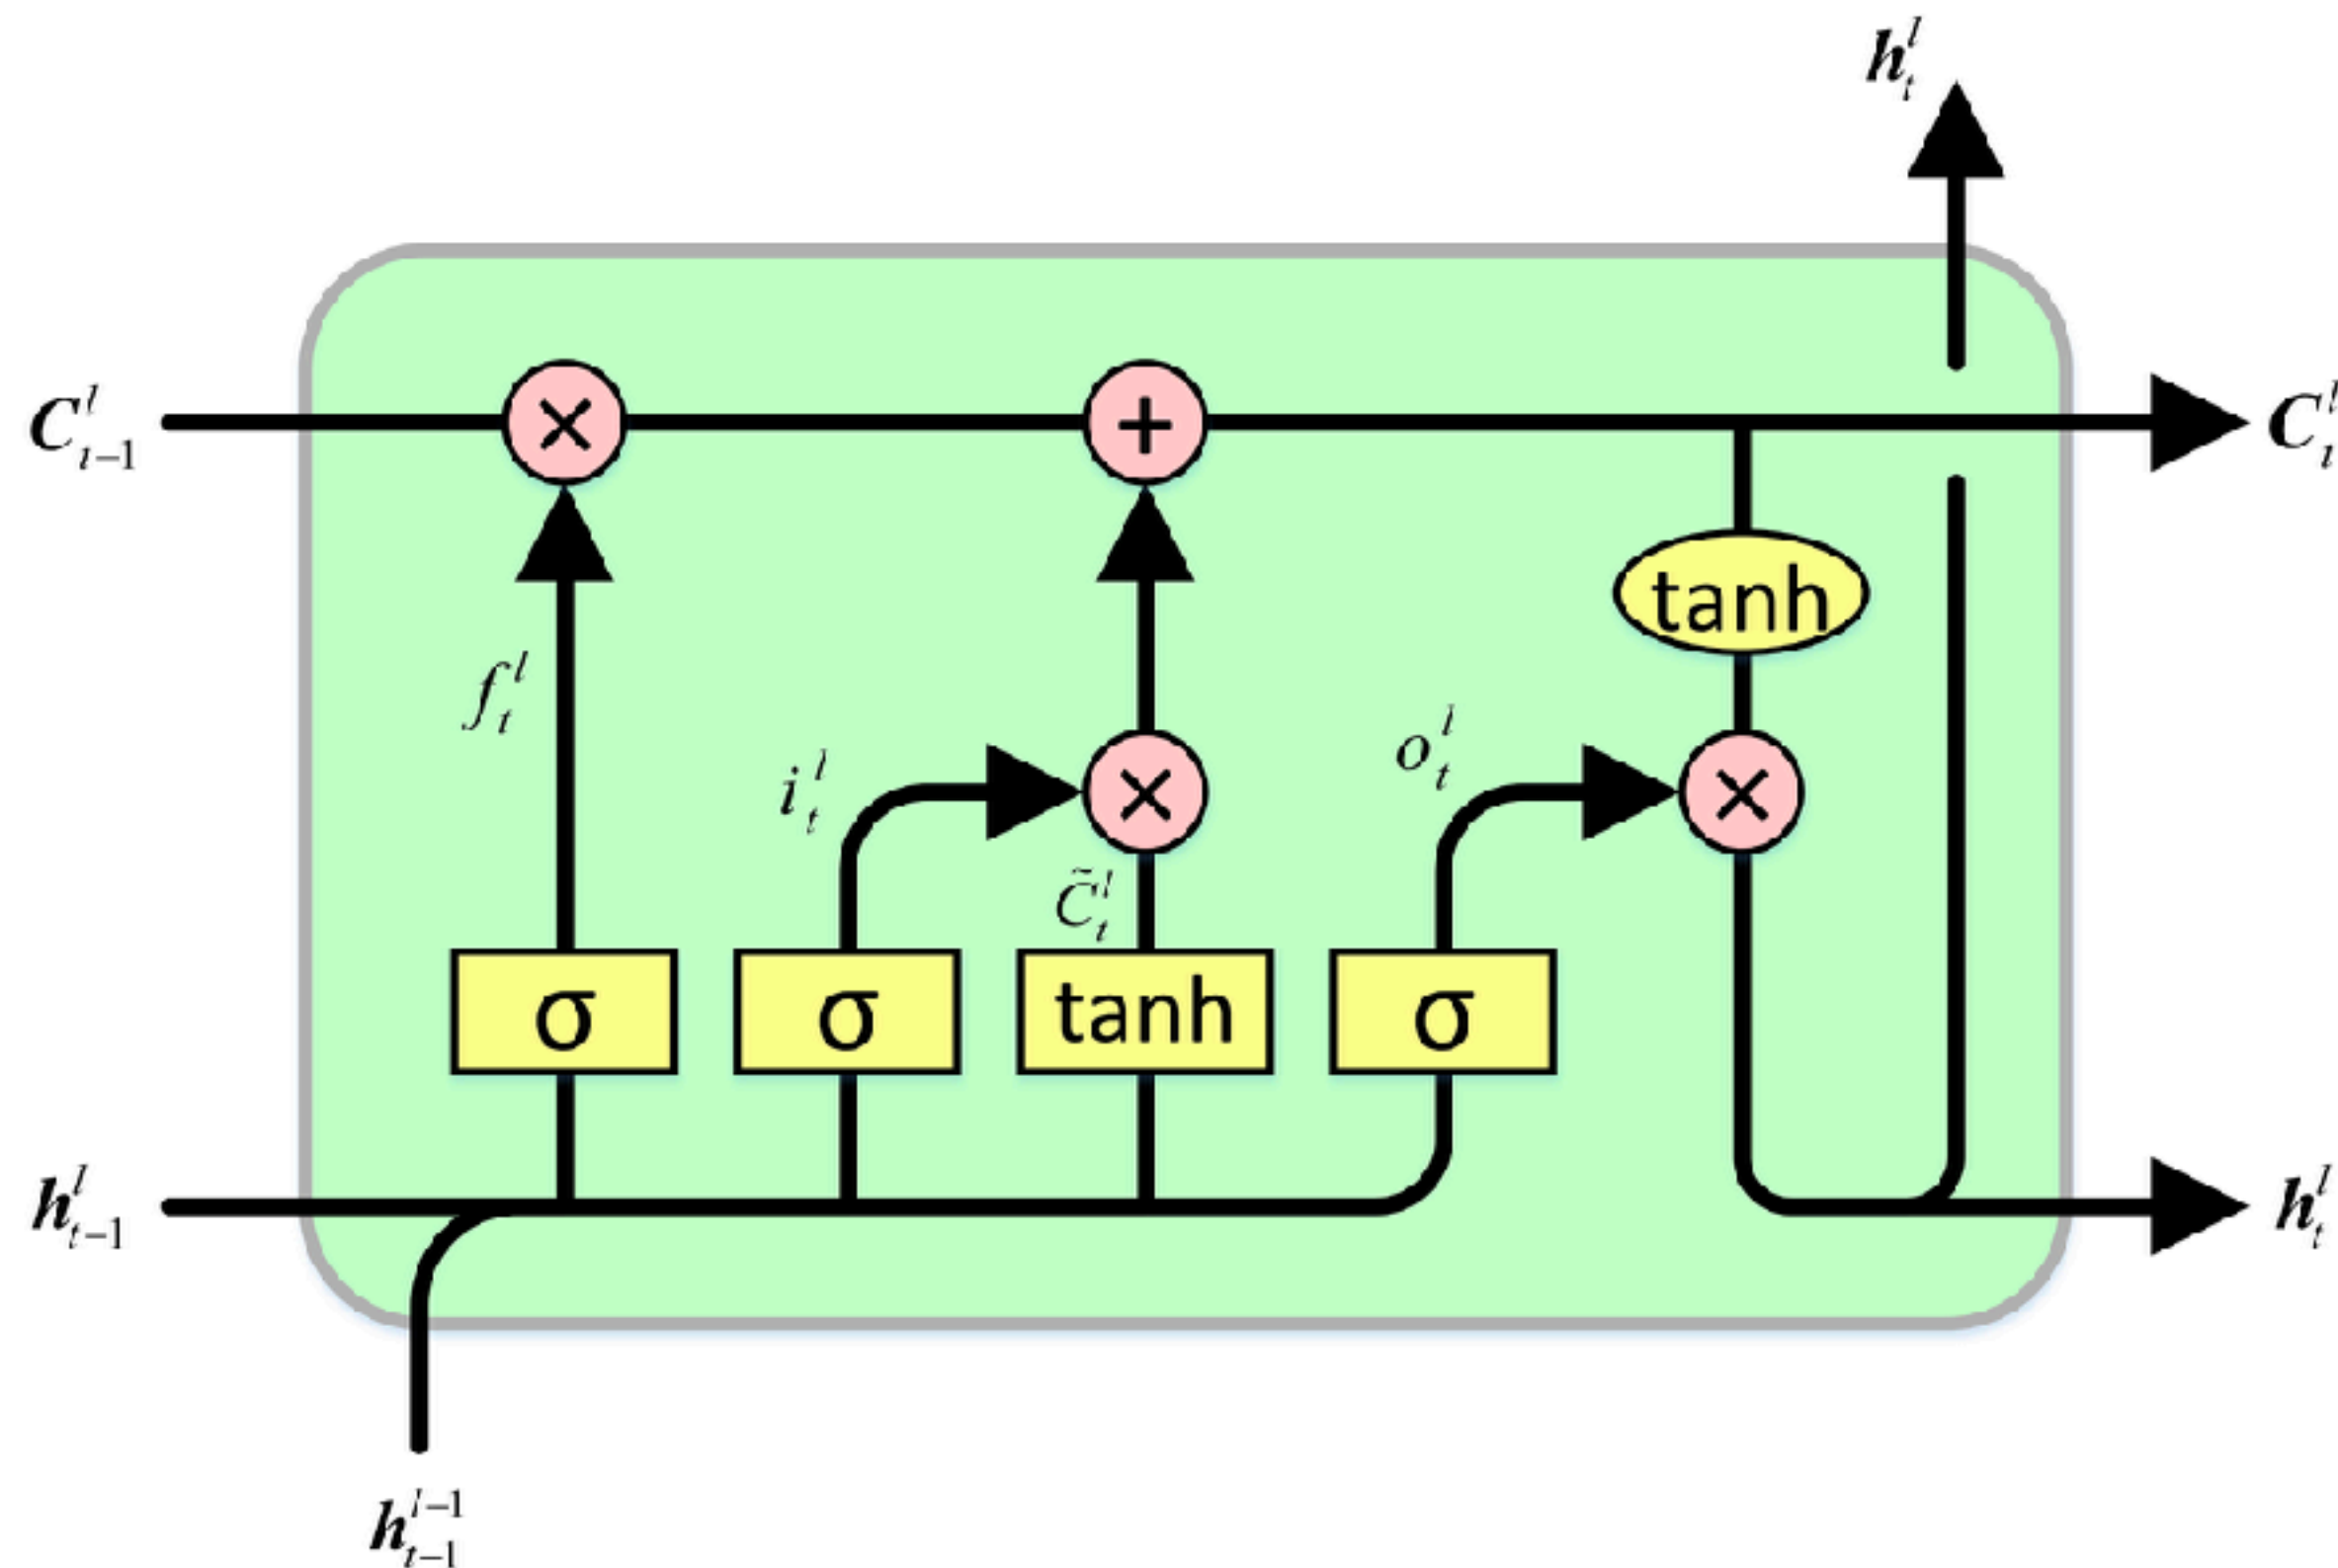 h_t^l
C_{t-1}^l × + C_t^l
tanh
f_t^l
i_t^l × o_t^l ×
C̃_t^l
σ σ tanh σ
h_{t-1}^l h_t^l
h_{t-1}^{l-1}